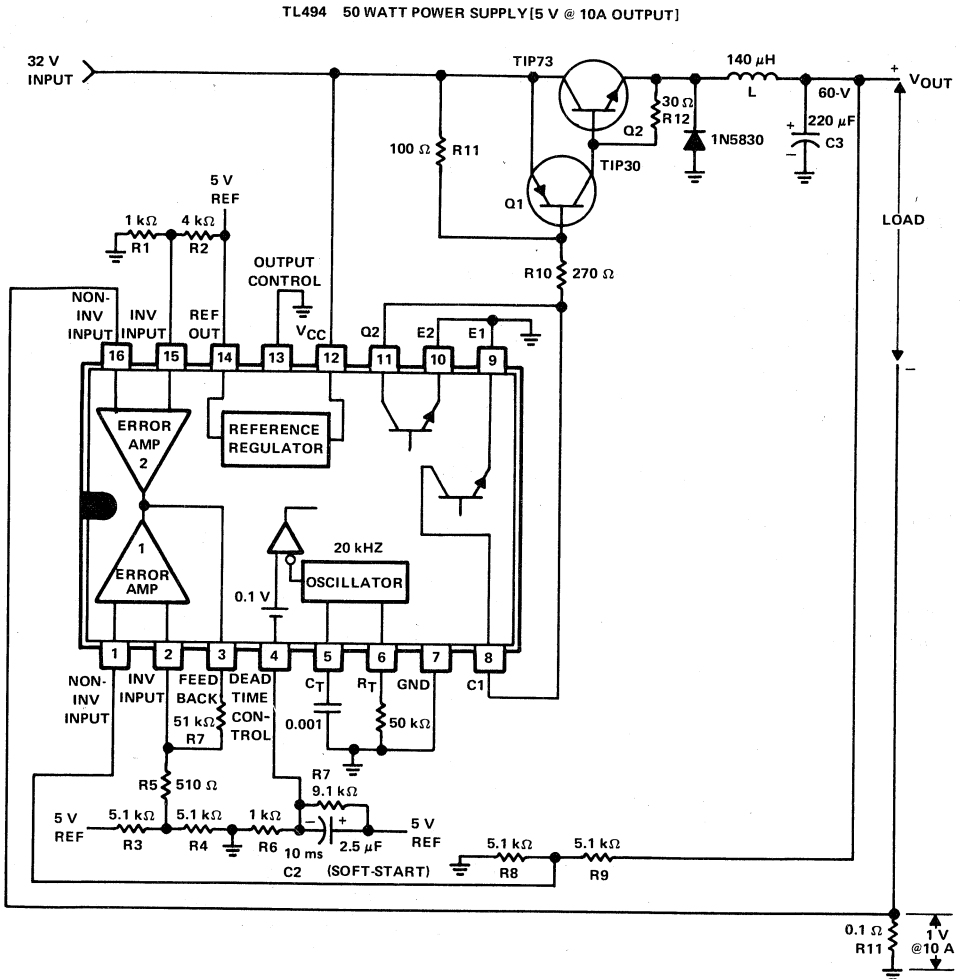 TL494 50 WATT POWER SUPPLY [5 V @ 10A OUTPUT]
32 V
INPUT
TIP73
140 μH
L
+
VOUT
60-V
30 Ω
R12
Q2
1N5830
+
220 μF
−
C3
100 Ω
R11
TIP30
Q1
5 V
REF
1 kΩ
R1
4 kΩ
R2
LOAD
OUTPUT
CONTROL
R10
270 Ω
NON-
INV
INPUT
INV
INPUT
REF
OUT
VCC
Q2
E2
E1
16
15
14
13
12
11
10
9
−
ERROR
AMP
2
REFERENCE
REGULATOR
1
ERROR
AMP
20 kHZ
OSCILLATOR
0.1 V
1
2
3
4
5
6
7
8
NON-
INV
INPUT
INV
INPUT
FEED
BACK
DEAD
TIME
CON-
TROL
CT
RT
GND
C1
51 kΩ
R7
0.001
50 kΩ
R5
510 Ω
R7
9.1 kΩ
5 V
REF
5.1 kΩ
R3
5.1 kΩ
R4
1 kΩ
R6
−
+
10 ms
2.5 μF
C2
(SOFT-START)
5 V
REF
5.1 kΩ
R8
5.1 kΩ
R9
0.1 Ω
R11
1 V
@10 A